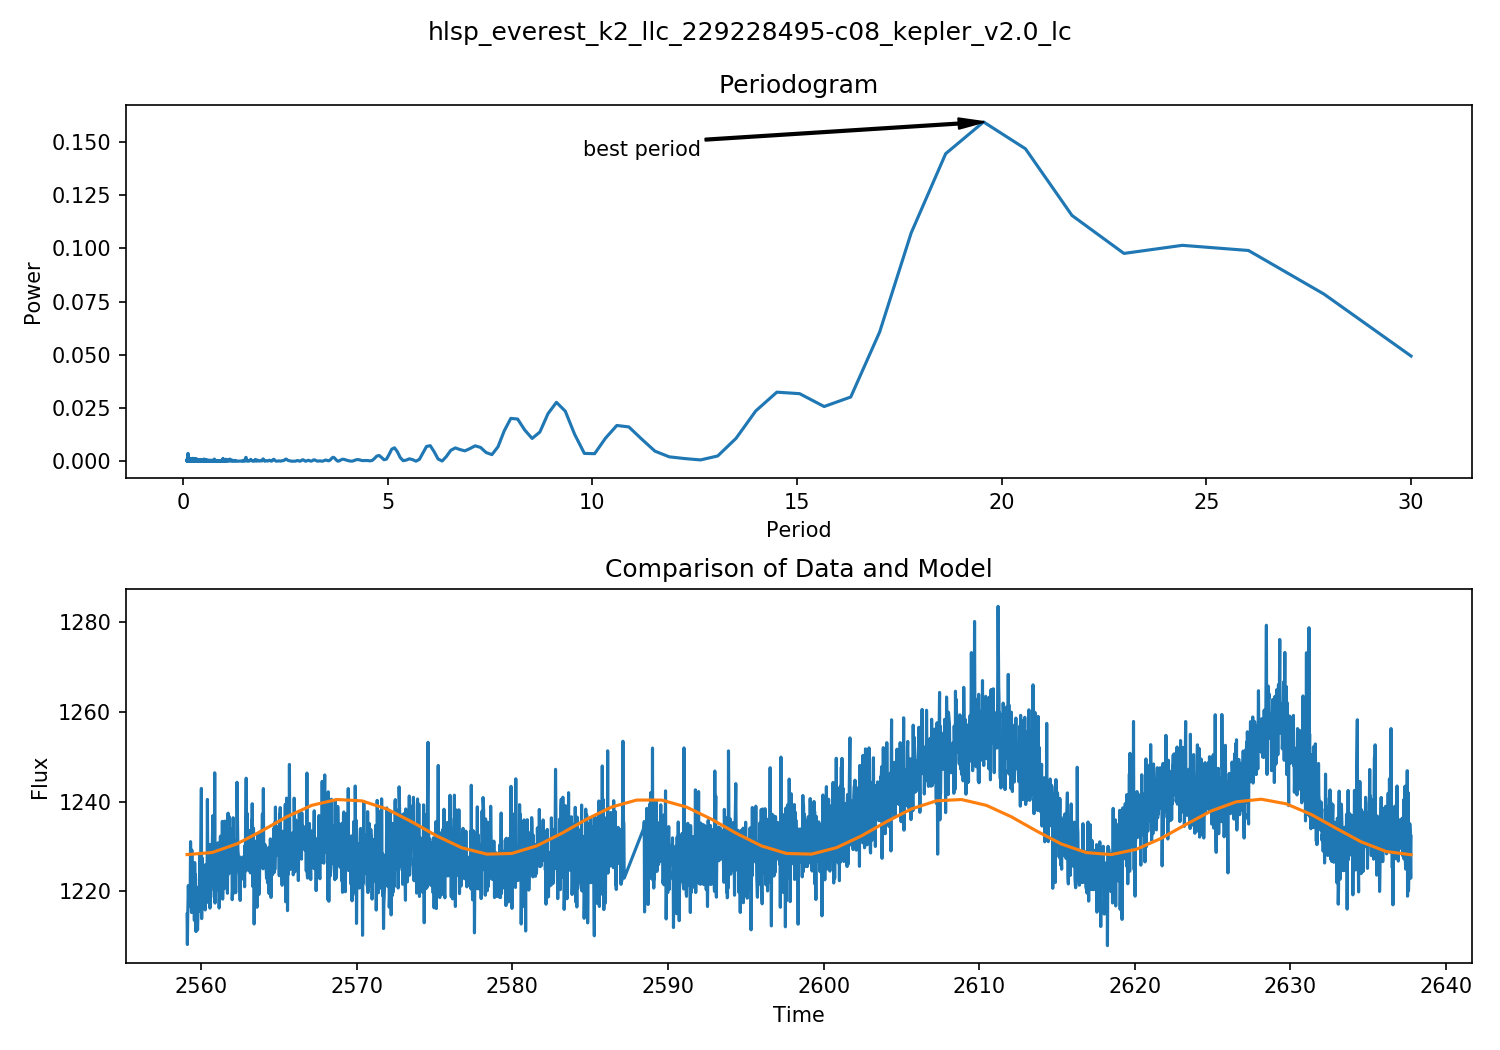 hlsp_everest_k2_llc_229228495-c08_kepler_v2.0_lc
Periodogram
0.150
0.125
0.100
0.075
0.050
0.025
0.000
Power
best period
0 5 10 15 20 25 30
Period
Comparison of Data and Model
1280
1260
1240
1220
Flux
2560 2570 2580 2590 2600 2610 2620 2630 2640
Time